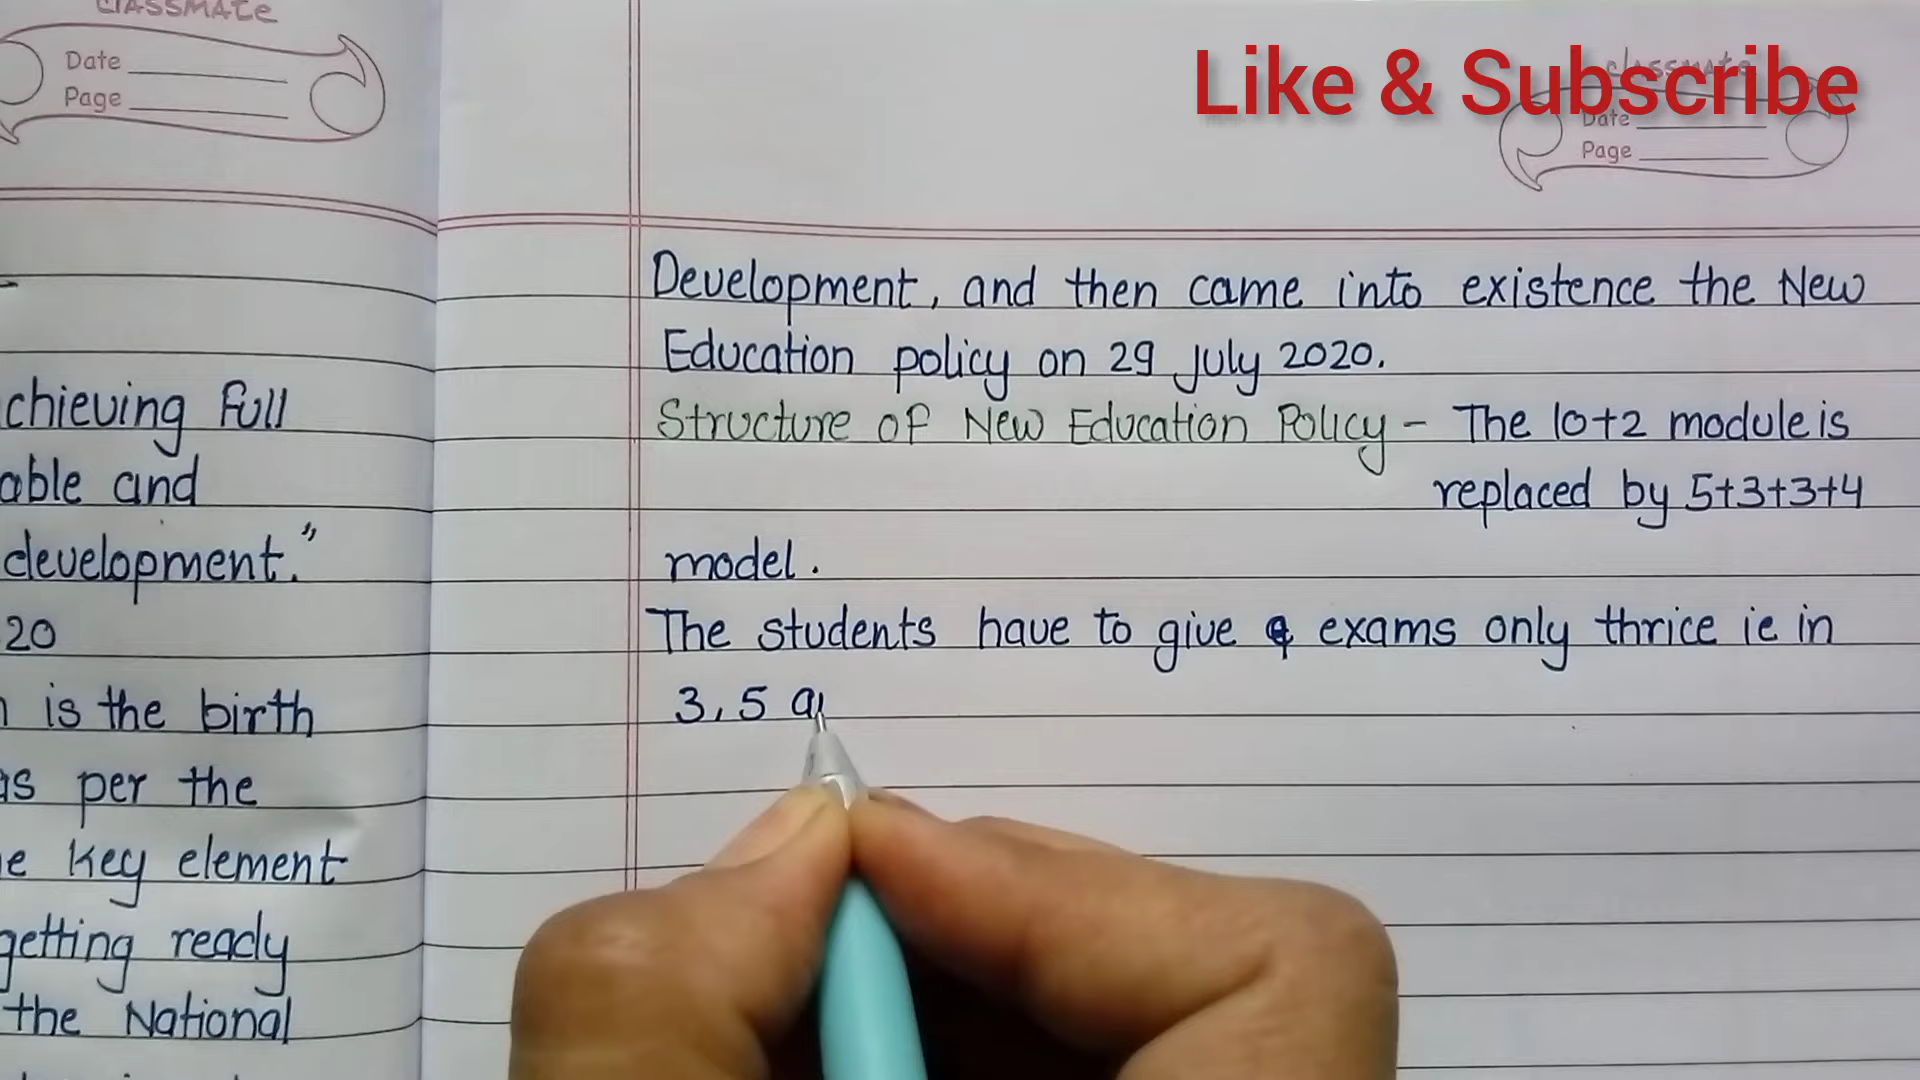 classmate
Date
Page
chieving full
able and
development."
20
is the birth
as per the
e key element
getting ready
the National
Like & Subscribe
classmate
Date
Page
Development, and then came into existence the New
Education policy on 29 july 2020.
Structure of New Education Policy - The 10+2 module is
replaced by 5+3+3+4
model.
The students have to give exams only thrice ie in
3, 5 a